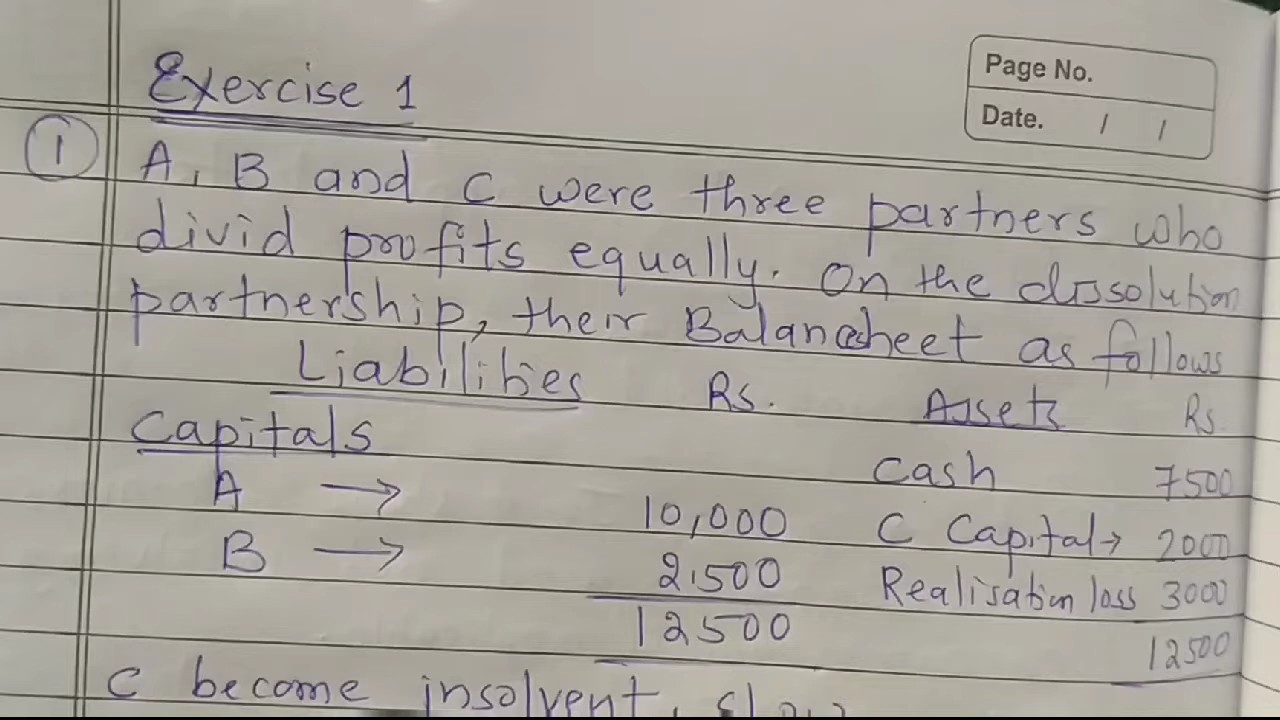 Exercise 1
Page No.
Date. / /
① A, B and C were three partners who
divid profits equally. On the dissolution
partnership, their Balancesheet as follows
Liabilities Rs. Assets Rs.
Capitals
Cash 7500
A → 10,000 C Capital→ 2000
B → 2,500 Realisation loss 3000
12500 12500
C become insolvent,